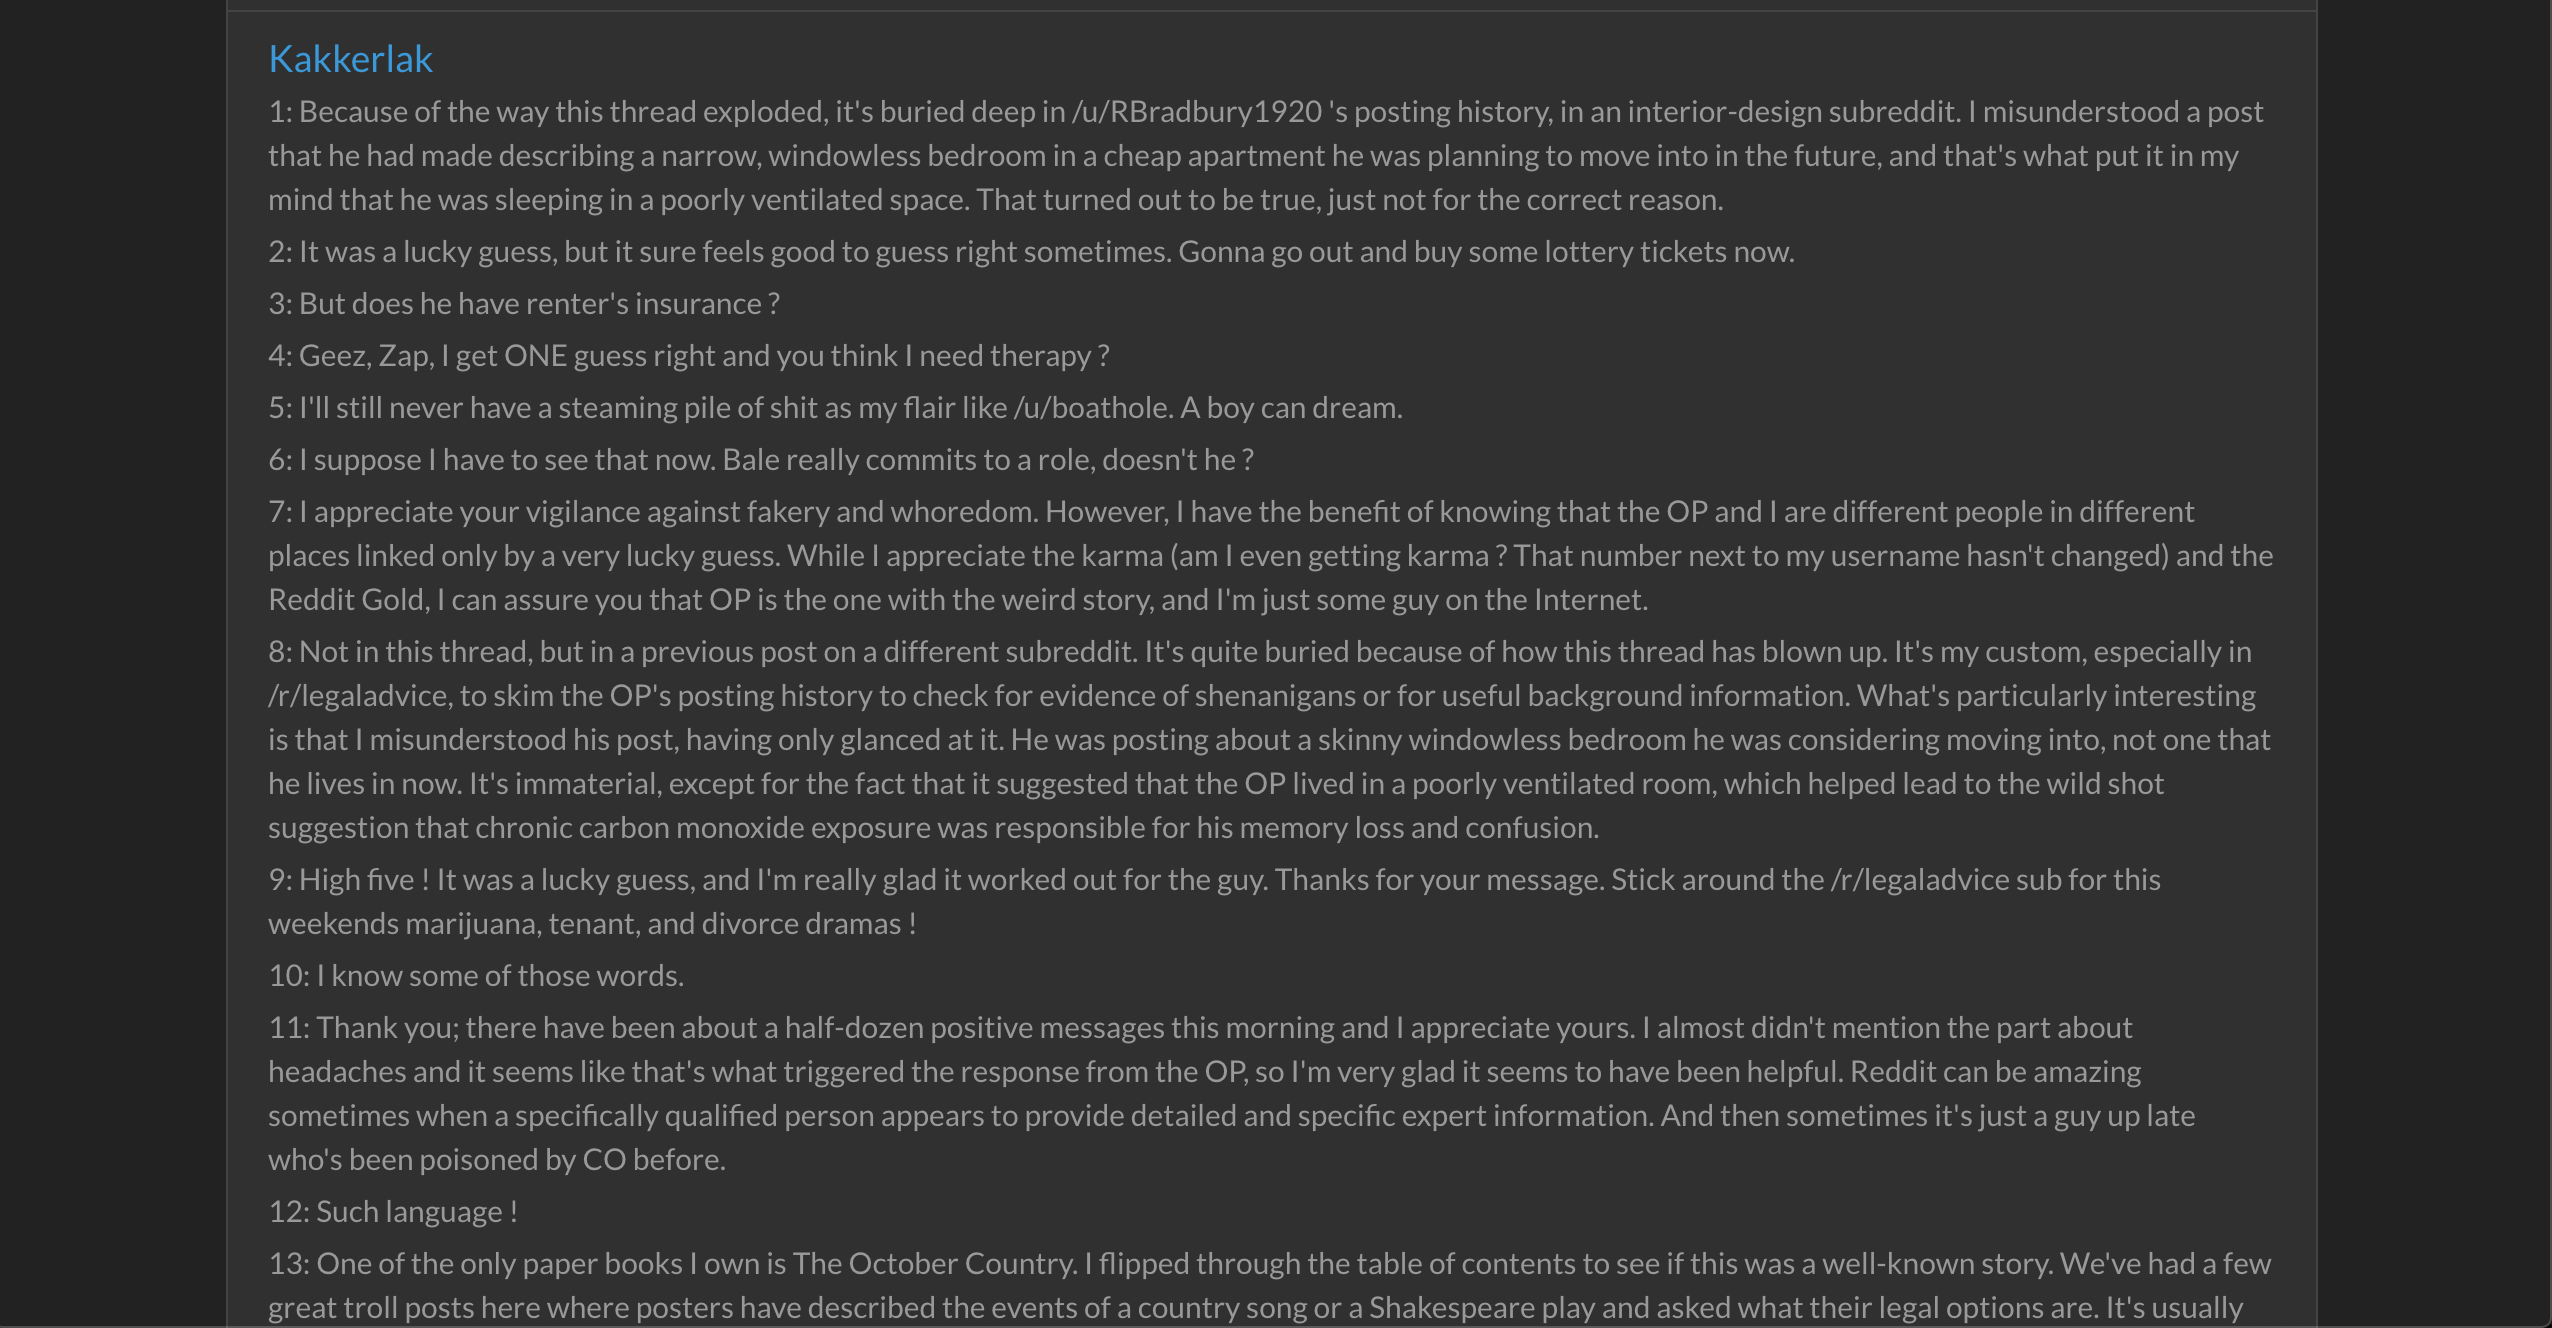 Kakkerlak
1: Because of the way this thread exploded, it's buried deep in /u/RBradbury1920 's posting history, in an interior-design subreddit. I misunderstood a post
that he had made describing a narrow, windowless bedroom in a cheap apartment he was planning to move into in the future, and that's what put it in my
mind that he was sleeping in a poorly ventilated space. That turned out to be true, just not for the correct reason.
2: It was a lucky guess, but it sure feels good to guess right sometimes. Gonna go out and buy some lottery tickets now.
3: But does he have renter's insurance ?
4: Geez, Zap, I get ONE guess right and you think I need therapy ?
5: I'll still never have a steaming pile of shit as my flair like /u/boathole. A boy can dream.
6: I suppose I have to see that now. Bale really commits to a role, doesn't he ?
7: I appreciate your vigilance against fakery and whoredom. However, I have the benefit of knowing that the OP and I are different people in different
places linked only by a very lucky guess. While I appreciate the karma (am I even getting karma ? That number next to my username hasn't changed) and the
Reddit Gold, I can assure you that OP is the one with the weird story, and I'm just some guy on the Internet.
8: Not in this thread, but in a previous post on a different subreddit. It's quite buried because of how this thread has blown up. It's my custom, especially in
/r/legaladvice, to skim the OP's posting history to check for evidence of shenanigans or for useful background information. What's particularly interesting
is that I misunderstood his post, having only glanced at it. He was posting about a skinny windowless bedroom he was considering moving into, not one that
he lives in now. It's immaterial, except for the fact that it suggested that the OP lived in a poorly ventilated room, which helped lead to the wild shot
suggestion that chronic carbon monoxide exposure was responsible for his memory loss and confusion.
9: High five ! It was a lucky guess, and I'm really glad it worked out for the guy. Thanks for your message. Stick around the /r/legaladvice sub for this
weekends marijuana, tenant, and divorce dramas !
10: I know some of those words.
11: Thank you; there have been about a half-dozen positive messages this morning and I appreciate yours. I almost didn't mention the part about
headaches and it seems like that's what triggered the response from the OP, so I'm very glad it seems to have been helpful. Reddit can be amazing
sometimes when a specifically qualified person appears to provide detailed and specific expert information. And then sometimes it's just a guy up late
who's been poisoned by CO before.
12: Such language !
13: One of the only paper books I own is The October Country. I flipped through the table of contents to see if this was a well-known story. We've had a few
great troll posts here where posters have described the events of a country song or a Shakespeare play and asked what their legal options are. It's usually